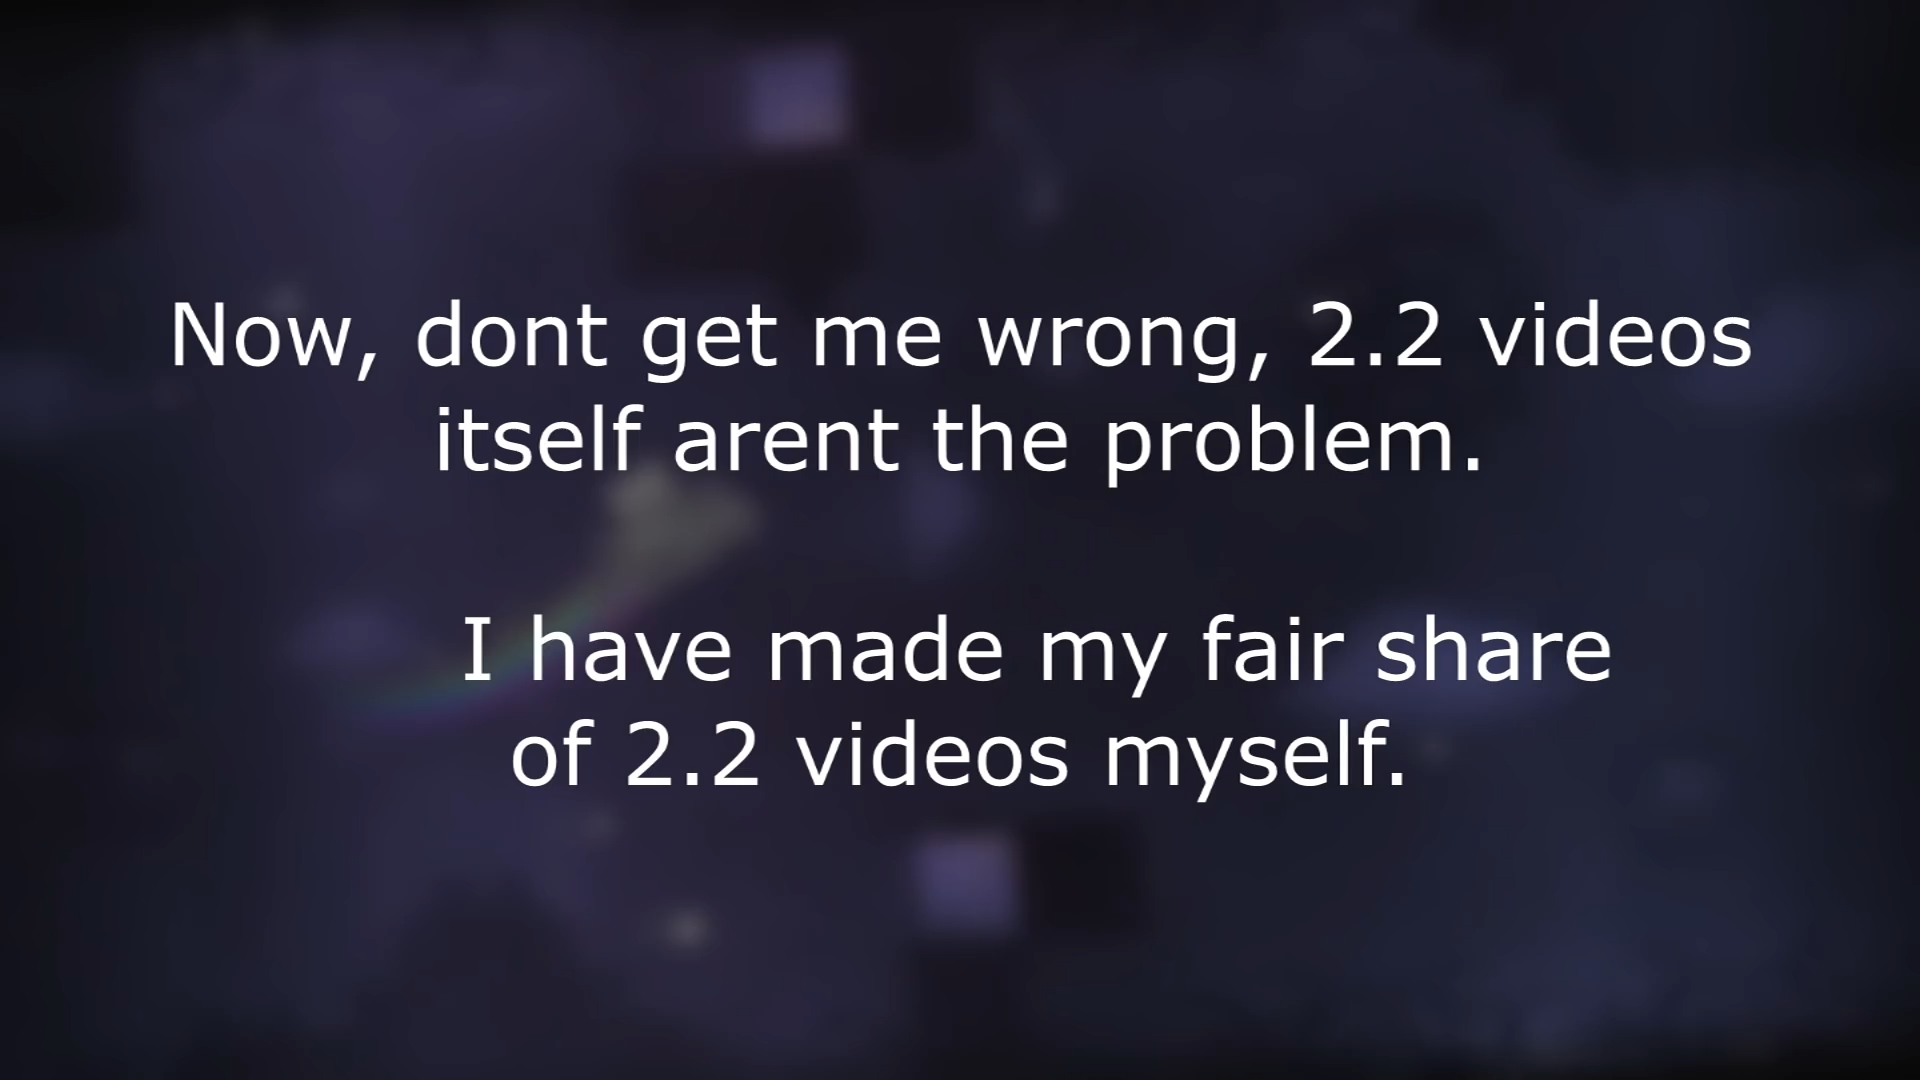 Now, dont get me wrong, 2.2 videos
itself arent the problem.
I have made my fair share
of 2.2 videos myself.